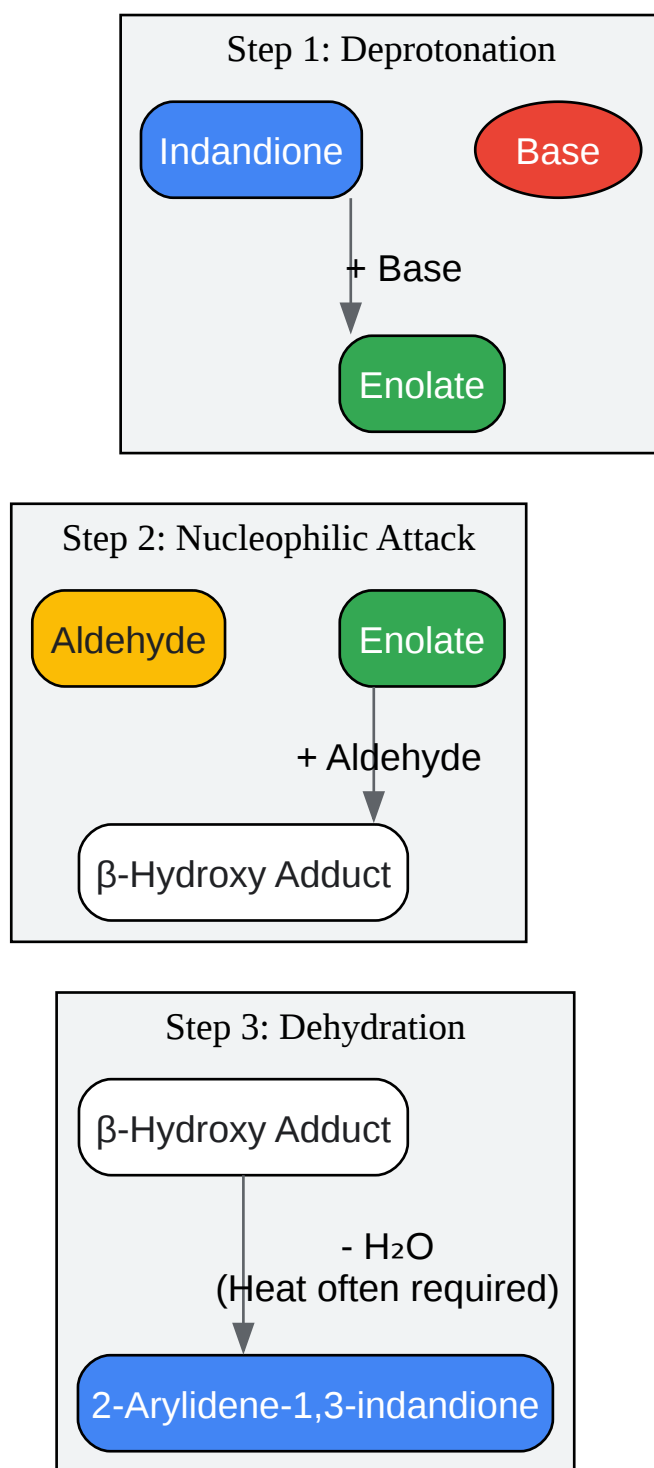 Step 1: Deprotonation
Indandione
Base
+ Base
Enolate
Step 2: Nucleophilic Attack
Aldehyde
Enolate
+ Aldehyde
β-Hydroxy Adduct
Step 3: Dehydration
β-Hydroxy Adduct
- H₂O
(Heat often required)
2-Arylidene-1,3-indandione